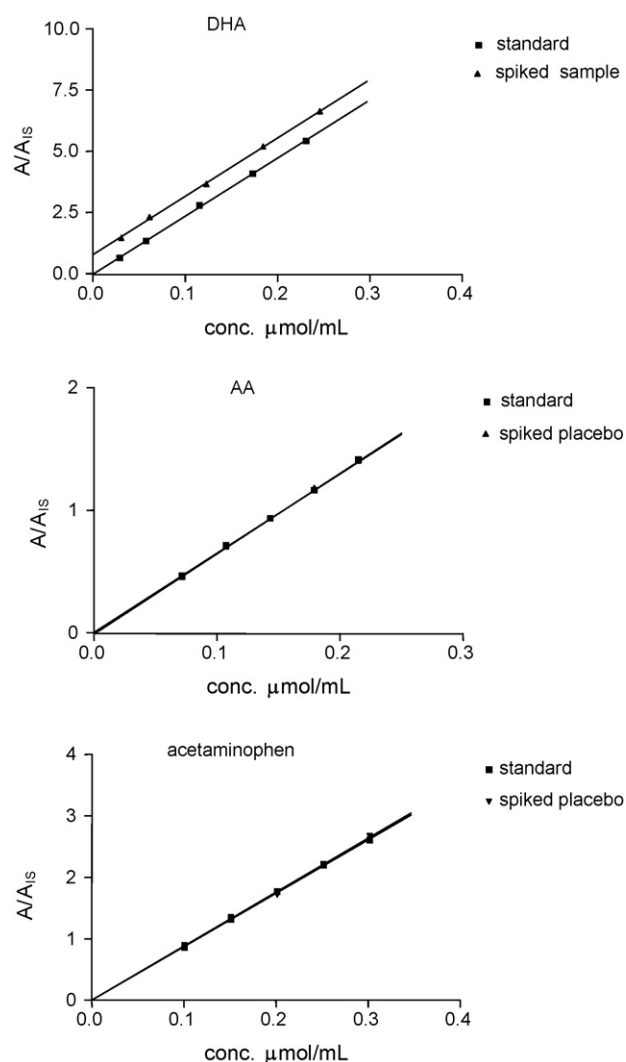 DHA
standard
spiked sample
10.0
7.5
5.0
2.5
0.0
A/A_IS
0.0 0.1 0.2 0.3 0.4
conc. μmol/mL
AA
standard
spiked placebo
2
1
0
A/A_IS
0.0 0.1 0.2 0.3
conc. μmol/mL
acetaminophen
standard
spiked placebo
4
3
2
1
0
A/A_IS
0.0 0.1 0.2 0.3 0.4
conc. μmol/mL